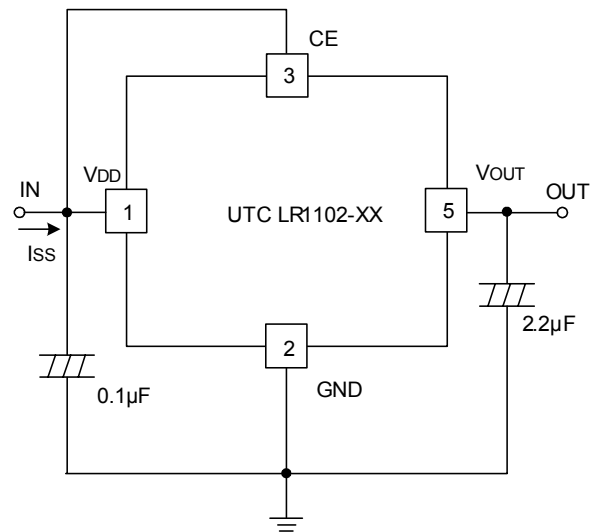 CE
3
VDD
VOUT
IN
1
UTC LR1102-XX
5
OUT
ISS
2.2µF
2
0.1µF
GND